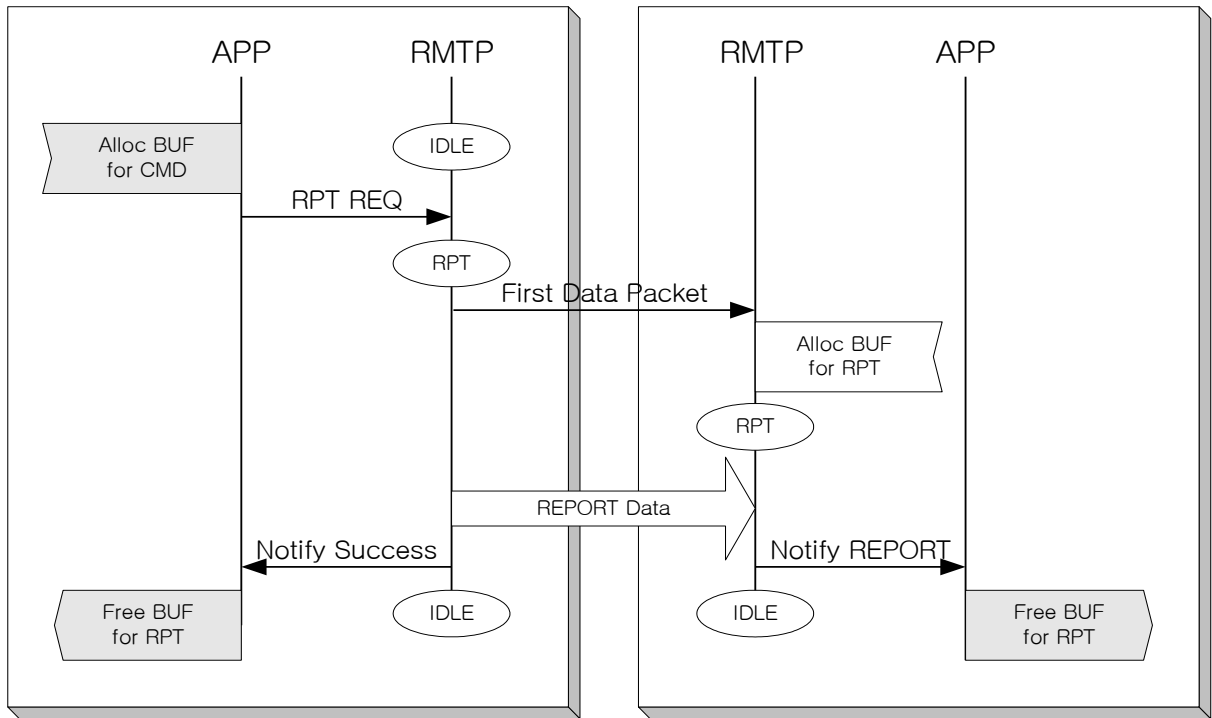 APP
RMTP
RMTP
APP
Alloc BUF
for CMD
IDLE
RPT REQ
RPT
First Data Packet
Alloc BUF
for RPT
RPT
REPORT Data
Notify Success
Notify REPORT
Free BUF
for RPT
IDLE
IDLE
Free BUF
for RPT